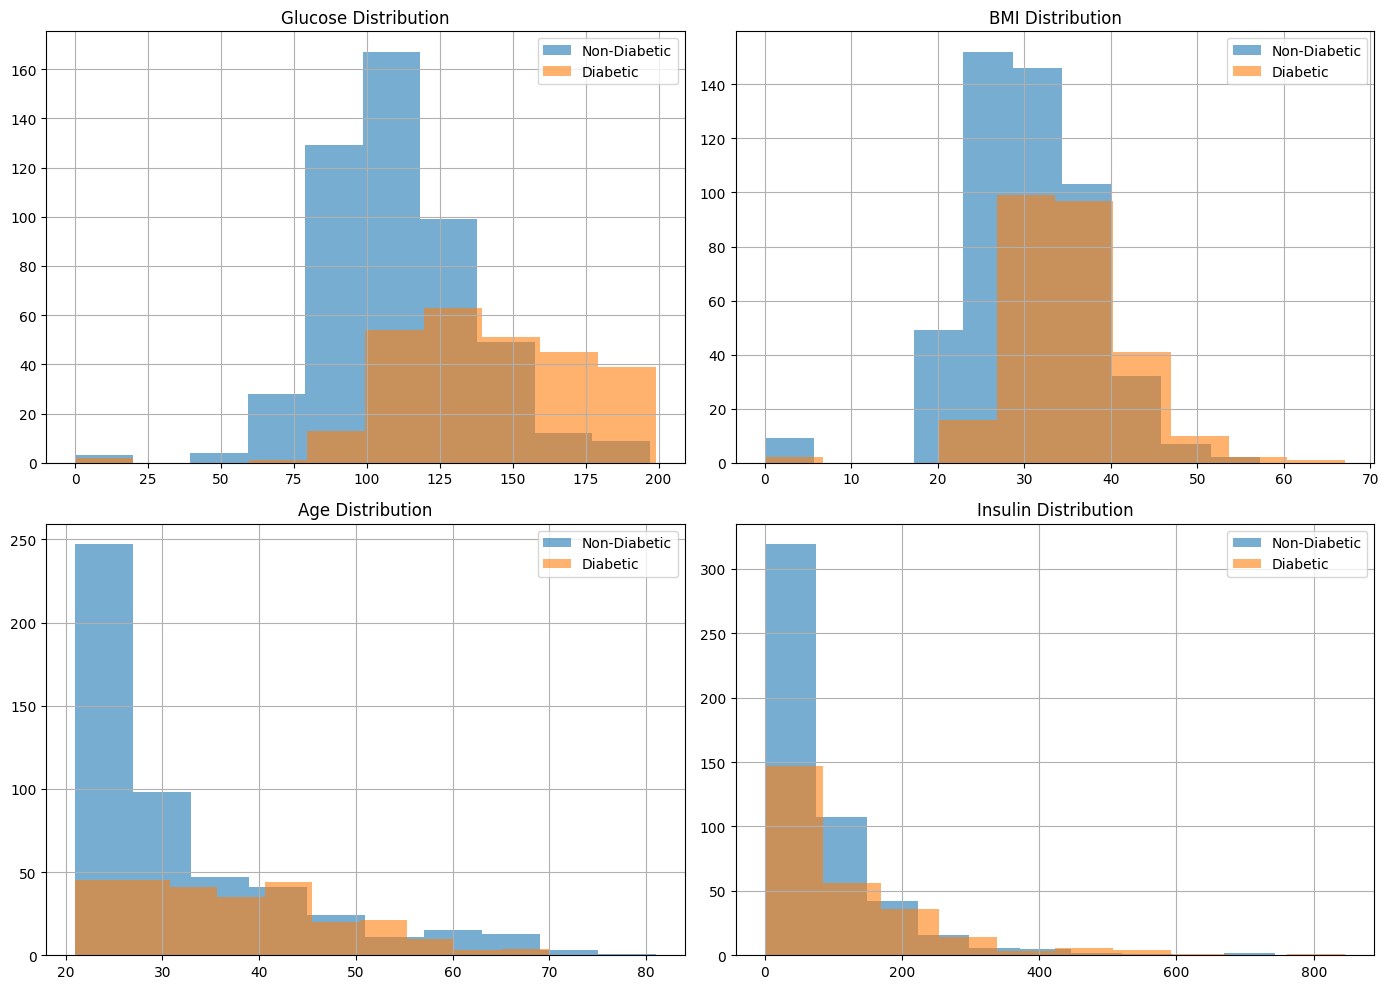 Glucose Distribution
Non-Diabetic
Diabetic
160
140
120
100
80
60
40
20
0
0 25 50 75 100 125 150 175 200
BMI Distribution
Non-Diabetic
Diabetic
140
120
100
80
60
40
20
0
0 10 20 30 40 50 60 70
Age Distribution
Non-Diabetic
Diabetic
250
200
150
100
50
0
20 30 40 50 60 70 80
Insulin Distribution
Non-Diabetic
Diabetic
300
250
200
150
100
50
0
0 200 400 600 800